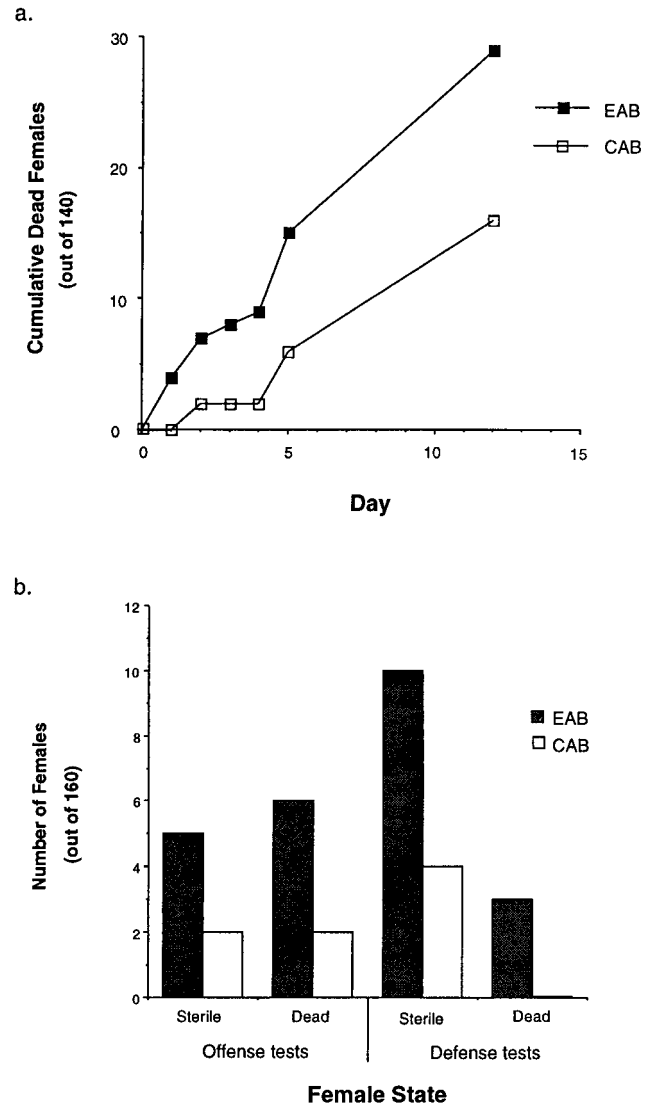 a.
Cumulative Dead Females
(out of 140)
30
20
10
0
0
5
10
15
Day
EAB
CAB
b.
Number of Females
(out of 160)
12
10
8
6
4
2
0
EAB
CAB
Sterile
Dead
Sterile
Dead
Offense tests
Defense tests
Female State